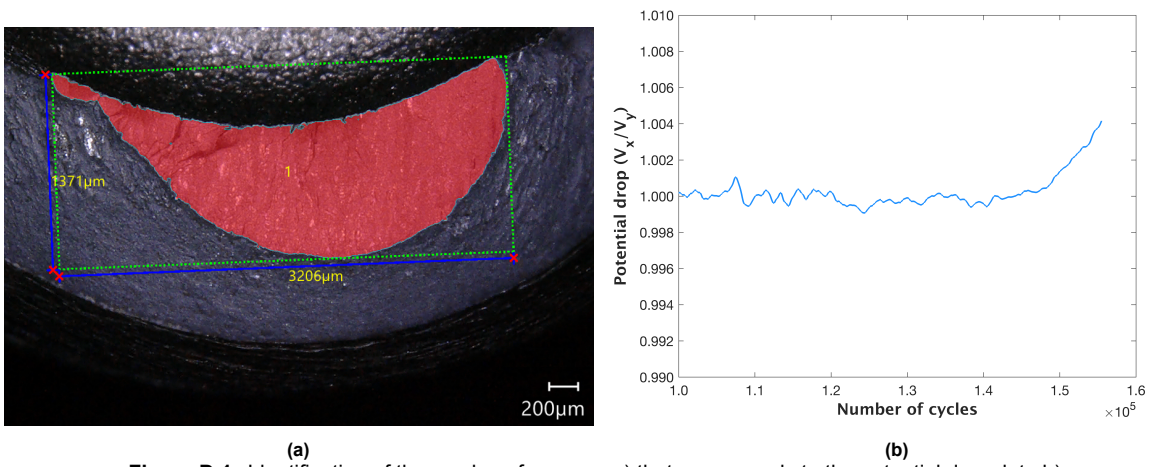 1
1371µm
3206µm
200µm
1.010
1.008
1.006
1.004
1.002
1.000
0.998
0.996
0.994
0.992
0.990
Potential drop (Vx/Vy)
1.0 1.1 1.2 1.3 1.4 1.5 1.6
×10⁵
Number of cycles
(a) (b)